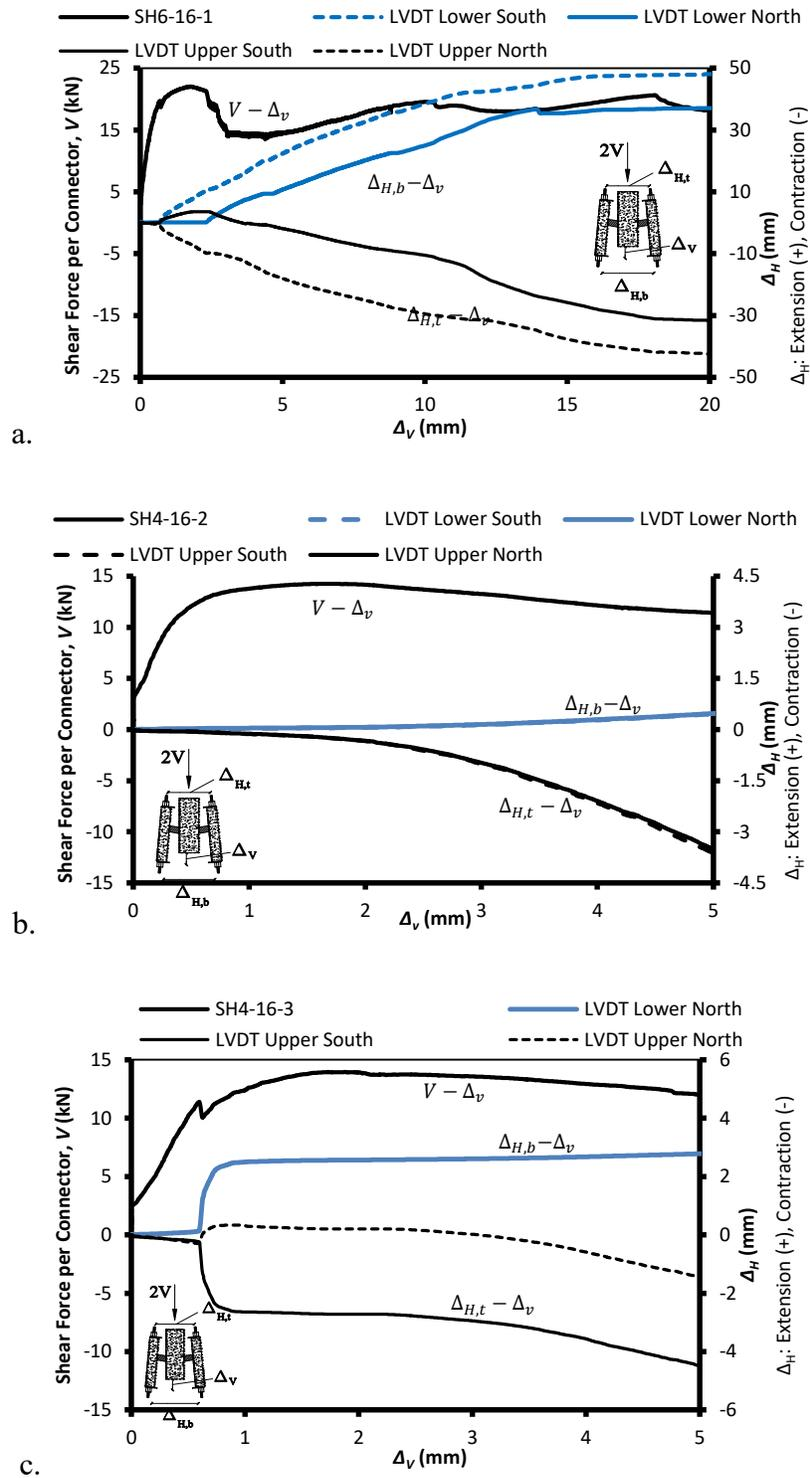 SH6-16-1 LVDT Lower South LVDT Lower North
LVDT Upper South LVDT Upper North
Shear Force per Connector, V (kN)
25
15
5
-5
-15
-25
V − Δv
ΔH,b−Δv
ΔH,t − Δv
2V
ΔH,t
ΔV
ΔH,b
50
30
10
-10
-30
-50
ΔH (mm)
ΔH: Extension (+), Contraction (-)
0 5 10 15 20
ΔV (mm)
a.
SH4-16-2 LVDT Lower South LVDT Lower North
LVDT Upper South LVDT Upper North
Shear Force per Connector, V (kN)
15
10
5
0
-5
-10
-15
V − Δv
ΔH,b−Δv
ΔH,t − Δv
2V
ΔH,t
ΔV
ΔH,b
4.5
3
1.5
0
-1.5
-3
-4.5
ΔH (mm)
ΔH: Extension (+), Contraction (-)
0 1 2 3 4 5
Δv (mm)
b.
SH4-16-3 LVDT Lower North
LVDT Upper South LVDT Upper North
Shear Force per Connector, V (kN)
15
10
5
0
-5
-10
-15
V − Δv
ΔH,b−Δv
ΔH,t − Δv
2V
ΔH,t
ΔV
ΔH,b
6
4
2
0
-2
-4
-6
ΔH (mm)
ΔH: Extension (+), Contraction (-)
0 1 2 3 4 5
ΔV (mm)
c.